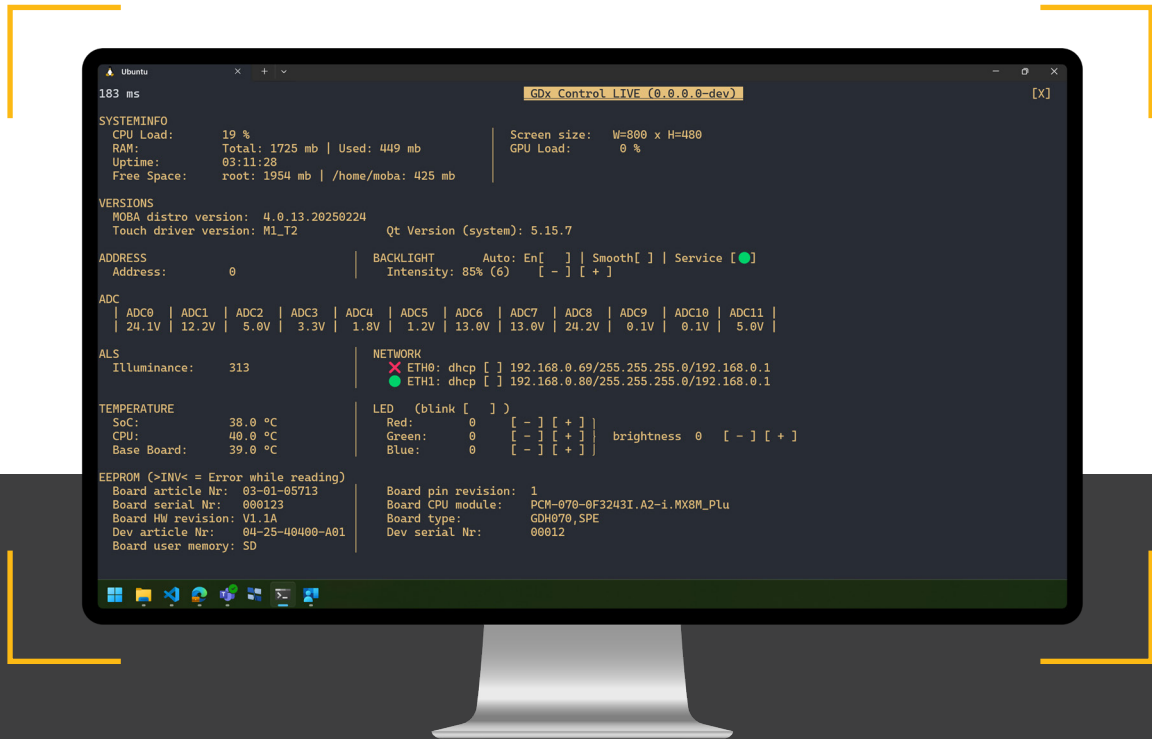 Ubuntu
183 ms GDx Control LIVE (0.0.0.0-dev) [X]
SYSTEMINFO
CPU Load: 19 % | Screen size: W=800 x H=480
RAM: Total: 1725 mb | Used: 449 mb | GPU Load: 0 %
Uptime: 03:11:28
Free Space: root: 1954 mb | /home/moba: 425 mb
VERSIONS
MOBA distro version: 4.0.13.20250224
Touch driver version: M1_T2 Qt Version (system): 5.15.7
ADDRESS | BACKLIGHT Auto: En[ ] | Smooth[ ] | Service [🟢]
Address: 0 | Intensity: 85% (6) [ - ] [ + ]
ADC
| ADC0 | ADC1 | ADC2 | ADC3 | ADC4 | ADC5 | ADC6 | ADC7 | ADC8 | ADC9 | ADC10 | ADC11 |
| 24.1V | 12.2V | 5.0V | 3.3V | 1.8V | 1.2V | 13.0V | 13.0V | 24.2V | 0.1V | 0.1V | 5.0V |
ALS | NETWORK
Illuminance: 313 | ❌ ETH0: dhcp [ ] 192.168.0.69/255.255.255.0/192.168.0.1
🟢 ETH1: dhcp [ ] 192.168.0.80/255.255.255.0/192.168.0.1
TEMPERATURE | LED (blink [ ] )
SoC: 38.0 °C | Red: 0 [ - ] [ + ] |
CPU: 40.0 °C | Green: 0 [ - ] [ + ] | brightness 0 [ - ] [ + ]
Base Board: 39.0 °C | Blue: 0 [ - ] [ + ] |
EEPROM (>INV< = Error while reading)
Board article Nr: 03-01-05713 | Board pin revision: 1
Board serial Nr: 000123 | Board CPU module: PCM-070-0F3243I.A2-i.MX8M_Plu
Board HW revision: V1.1A | Board type: GDH070,SPE
Dev article Nr: 04-25-40400-A01 | Dev serial Nr: 00012
Board user memory: SD